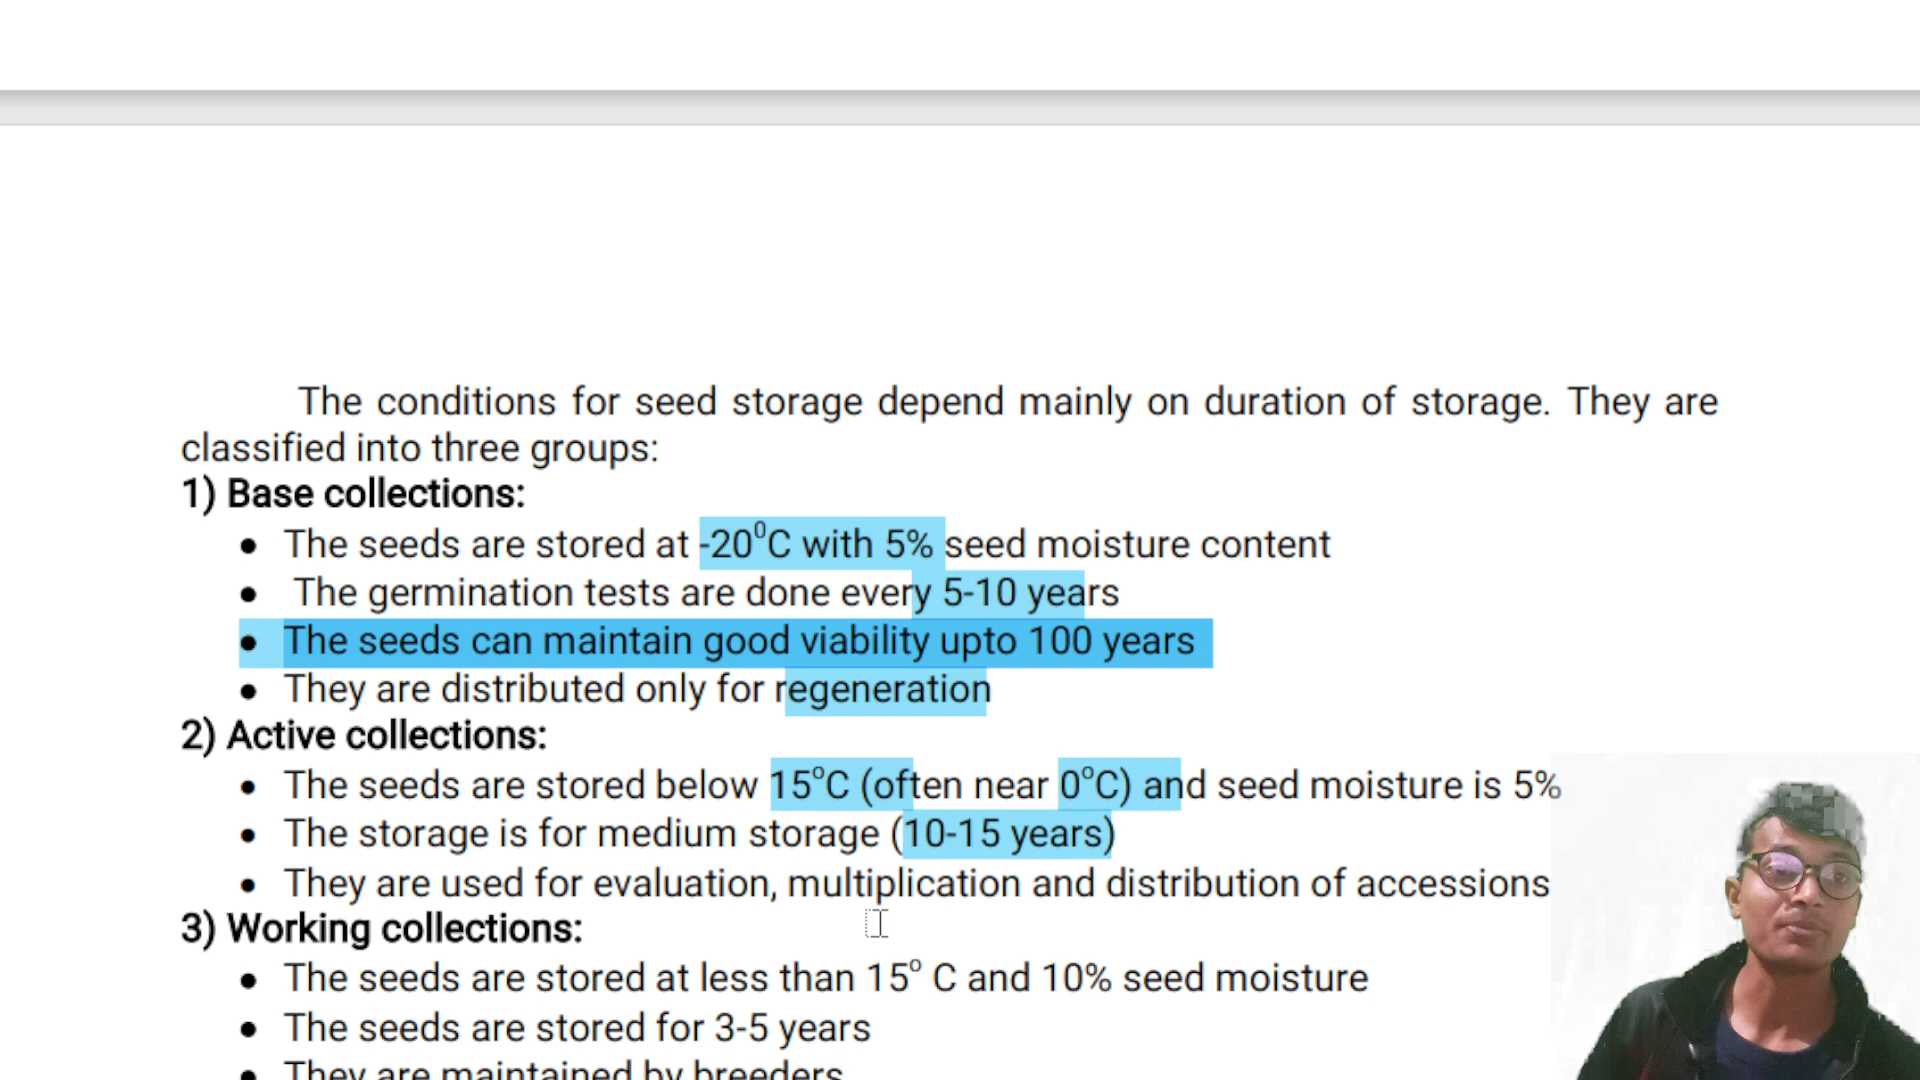 The conditions for seed storage depend mainly on duration of storage. They are
classified into three groups:
1) Base collections:
• The seeds are stored at -20⁰C with 5% seed moisture content
• The germination tests are done every 5-10 years
• The seeds can maintain good viability upto 100 years
• They are distributed only for regeneration
2) Active collections:
• The seeds are stored below 15°C (often near 0°C) and seed moisture is 5%
• The storage is for medium storage (10-15 years)
• They are used for evaluation, multiplication and distribution of accessions
3) Working collections:
• The seeds are stored at less than 15° C and 10% seed moisture
• The seeds are stored for 3-5 years
• They are maintained by breeders